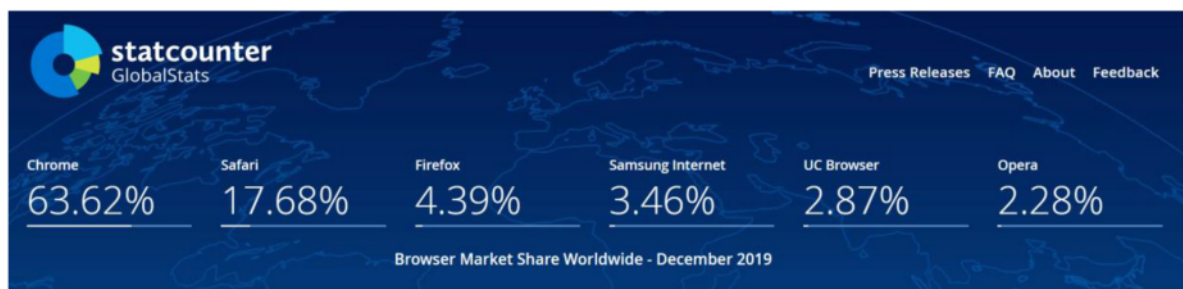 statcounter
GlobalStats
Press Releases FAQ About Feedback
Chrome Safari Firefox Samsung Internet UC Browser Opera
63.62% 17.68% 4.39% 3.46% 2.87% 2.28%
Browser Market Share Worldwide - December 2019